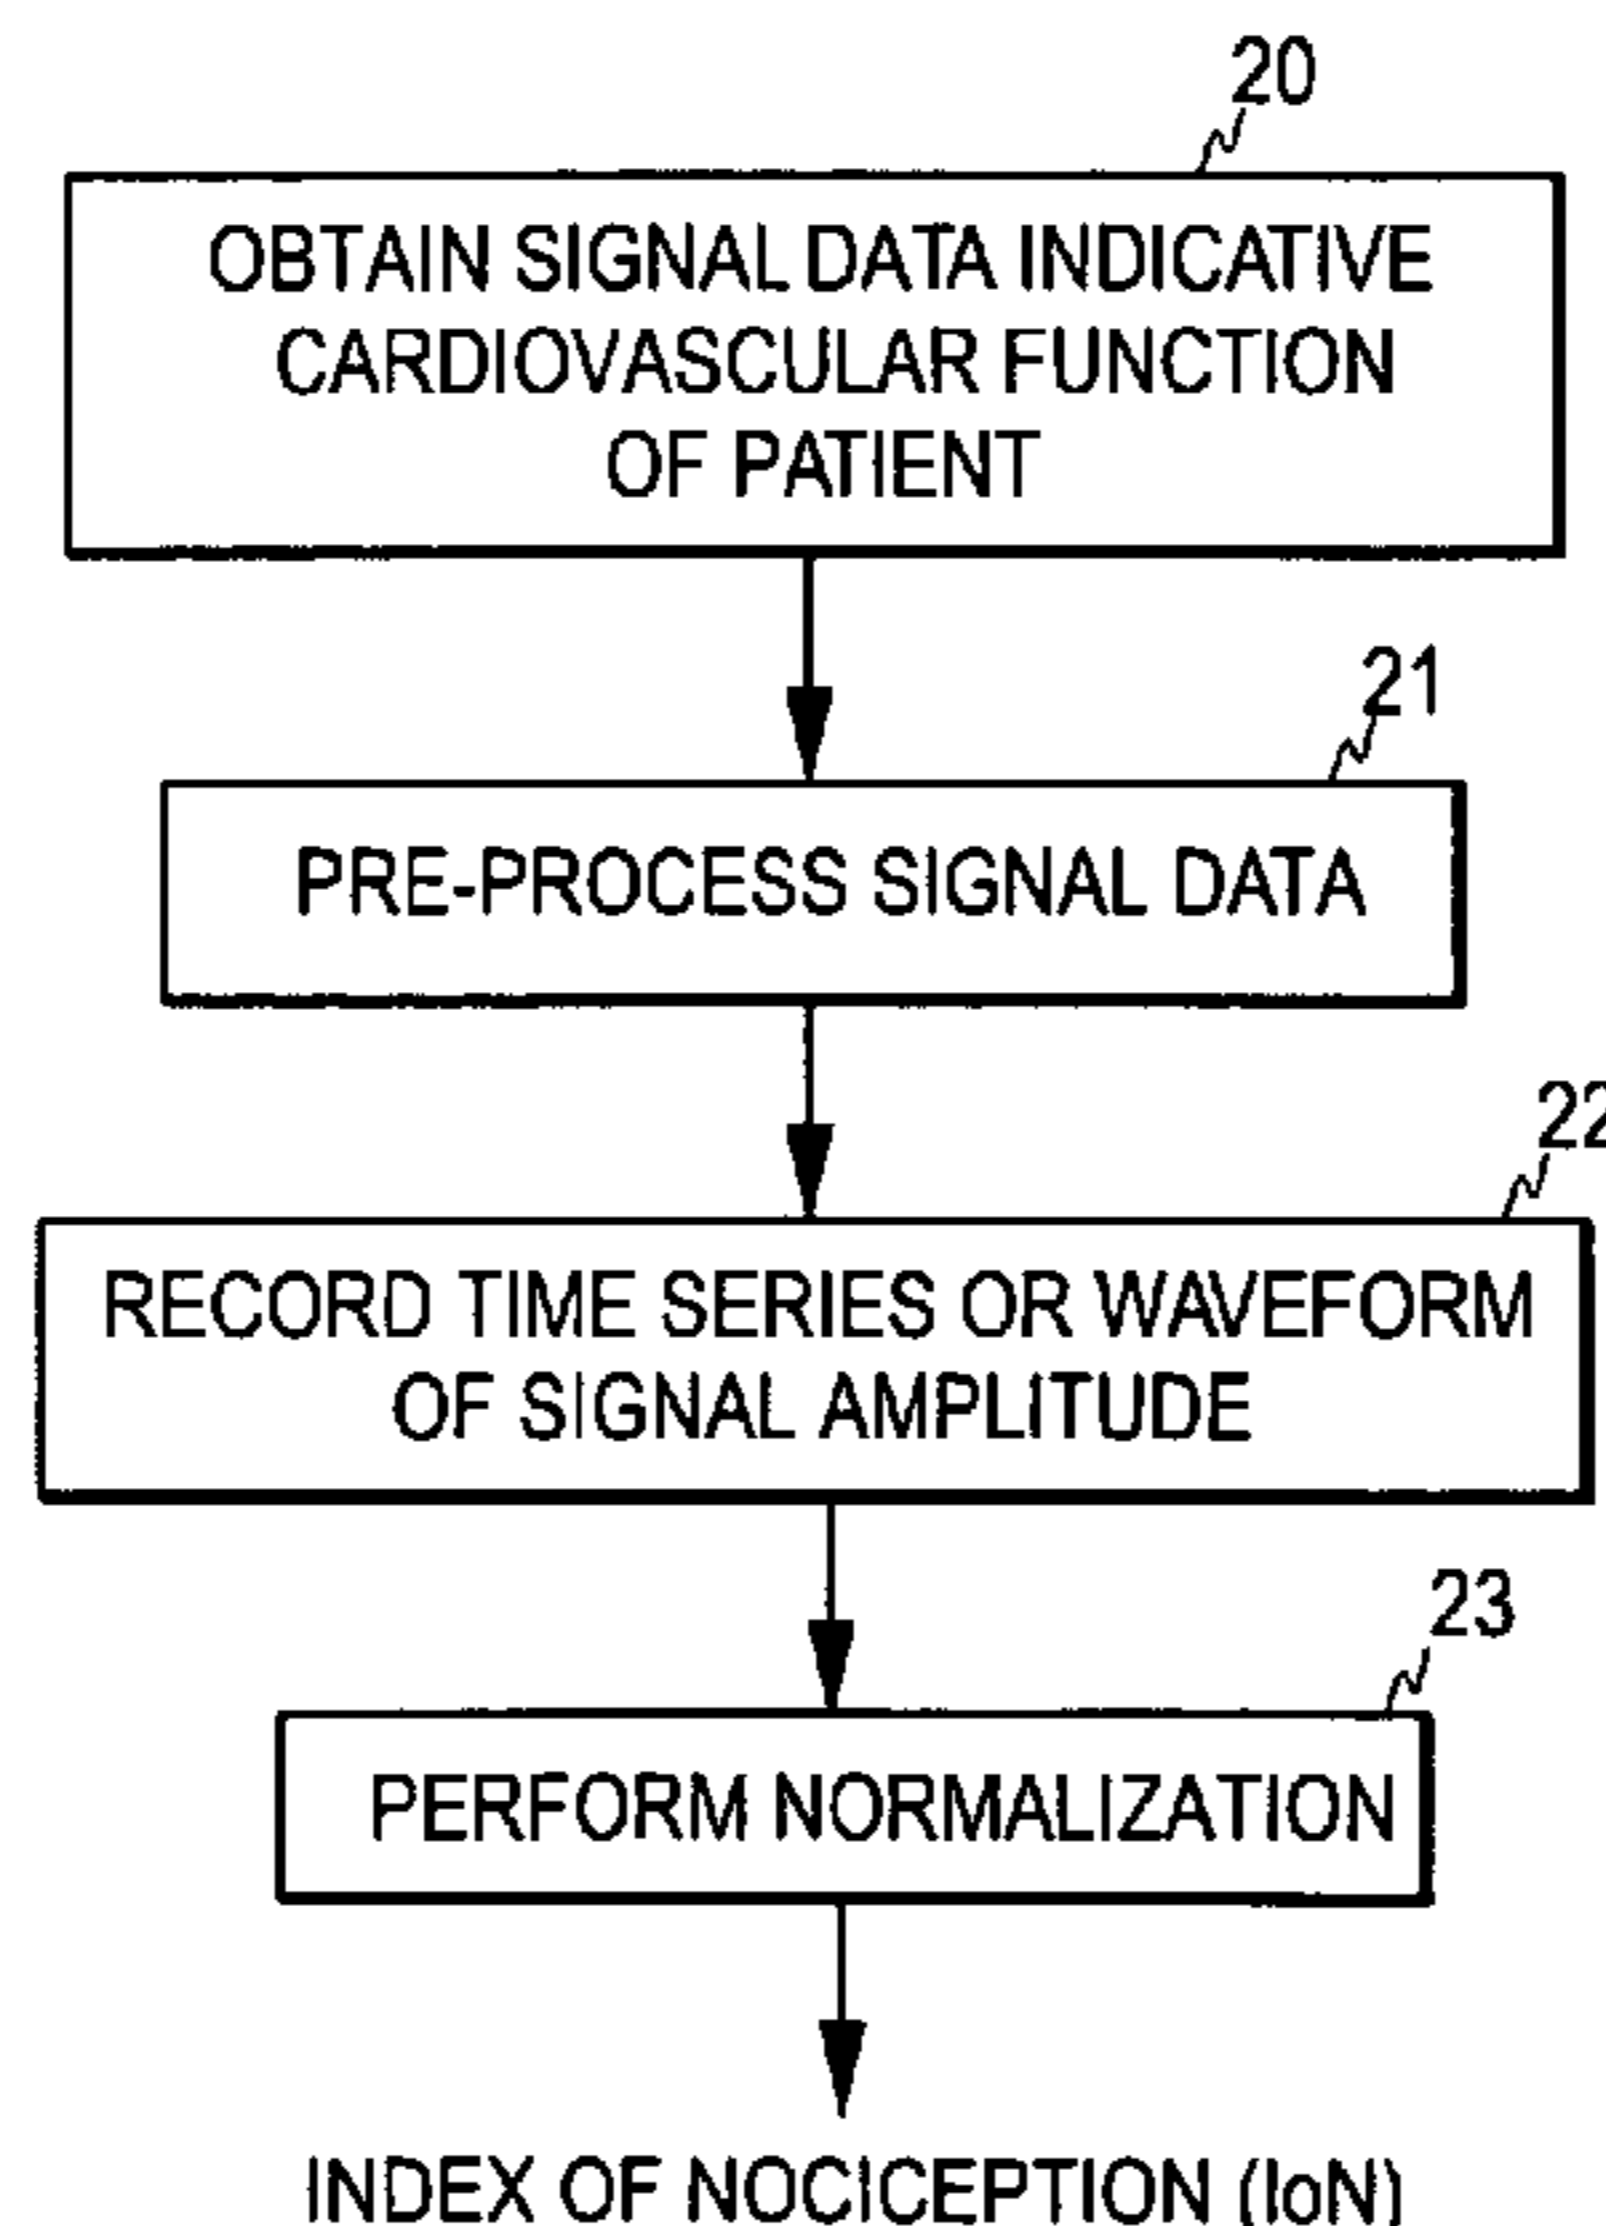 20
OBTAIN SIGNAL DATA INDICATIVE
CARDIOVASCULAR FUNCTION
OF PATIENT
21
PRE-PROCESS SIGNAL DATA
22
RECORD TIME SERIES OR WAVEFORM
OF SIGNAL AMPLITUDE
23
PERFORM NORMALIZATION
INDEX OF NOCICEPTION (IoN)